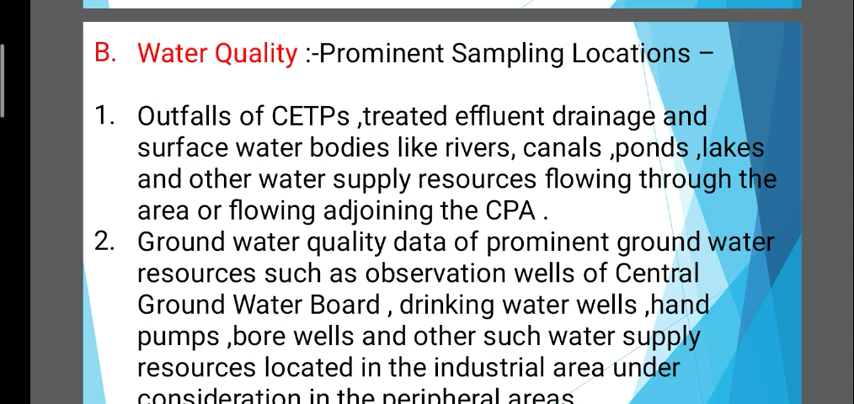 B. Water Quality :-Prominent Sampling Locations –
1. Outfalls of CETPs ,treated effluent drainage and
surface water bodies like rivers, canals ,ponds ,lakes
and other water supply resources flowing through the
area or flowing adjoining the CPA .
2. Ground water quality data of prominent ground water
resources such as observation wells of Central
Ground Water Board , drinking water wells ,hand
pumps ,bore wells and other such water supply
resources located in the industrial area under
consideration in the peripheral areas